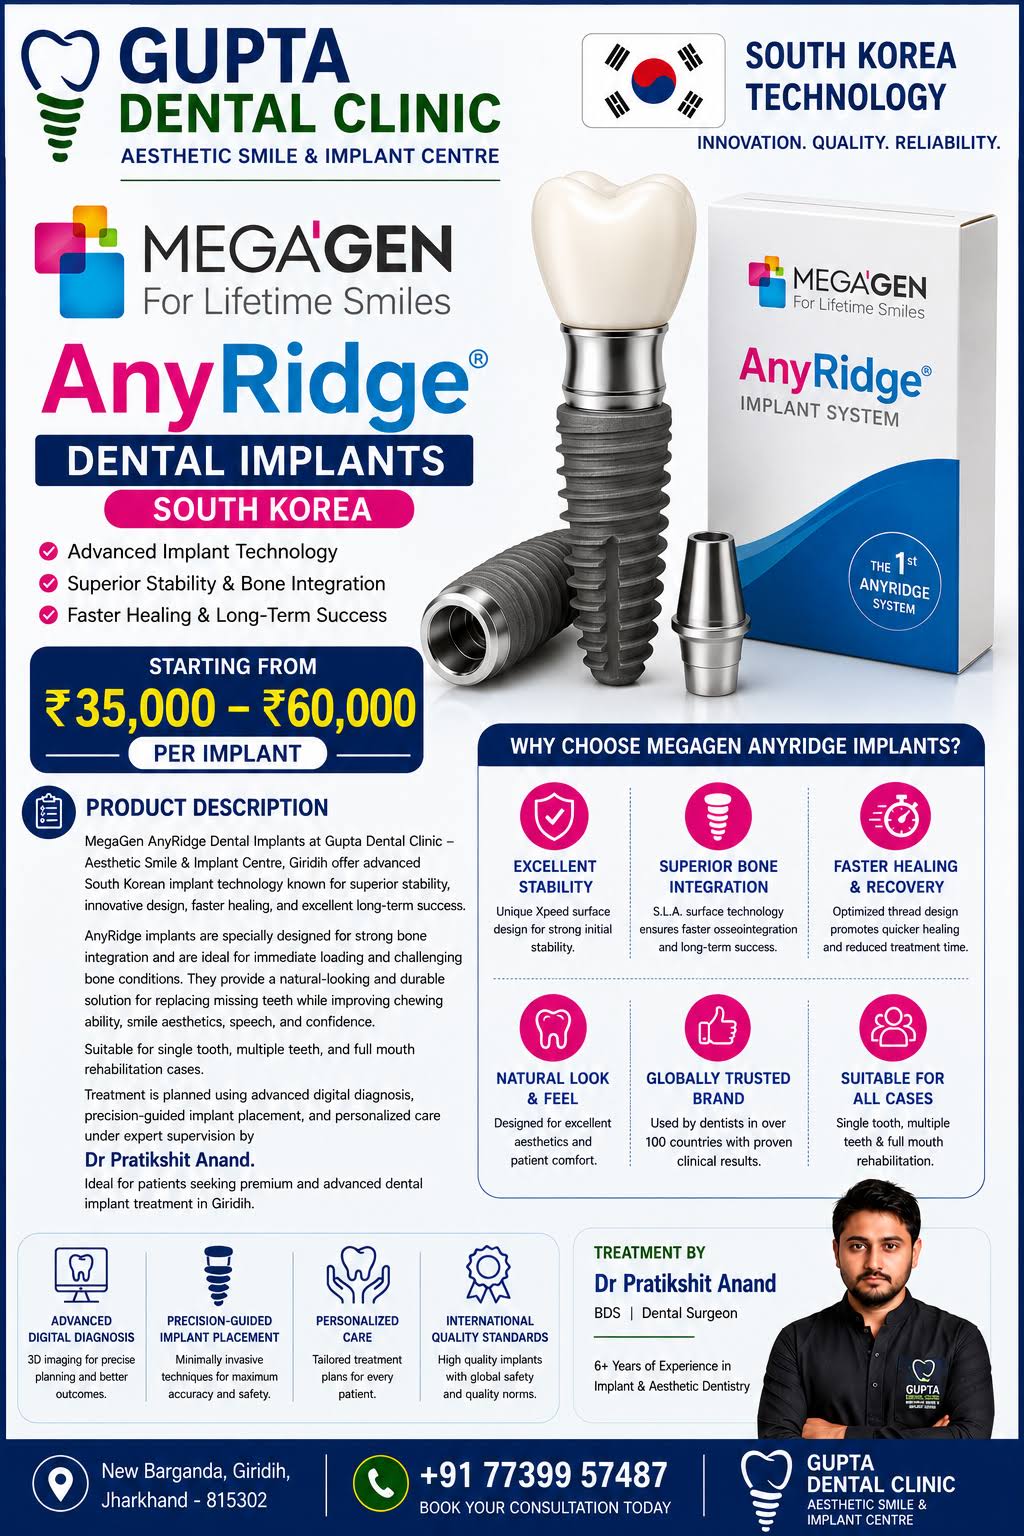 GUPTA
DENTAL CLINIC
AESTHETIC SMILE & IMPLANT CENTRE
SOUTH KOREA
TECHNOLOGY
INNOVATION. QUALITY. RELIABILITY.
MEGA'GEN
For Lifetime Smiles
AnyRidge®
DENTAL IMPLANTS
SOUTH KOREA
Advanced Implant Technology
Superior Stability & Bone Integration
Faster Healing & Long-Term Success
MEGA'GEN
For Lifetime Smiles
AnyRidge®
IMPLANT SYSTEM
THE 1st
ANYRIDGE
SYSTEM
STARTING FROM
₹35,000 – ₹60,000
PER IMPLANT
PRODUCT DESCRIPTION
MegaGen AnyRidge Dental Implants at Gupta Dental Clinic –
Aesthetic Smile & Implant Centre, Giridih offer advanced
South Korean implant technology known for superior stability,
innovative design, faster healing, and excellent long-term success.
AnyRidge implants are specially designed for strong bone
integration and are ideal for immediate loading and challenging
bone conditions. They provide a natural-looking and durable
solution for replacing missing teeth while improving chewing
ability, smile aesthetics, speech, and confidence.
Suitable for single tooth, multiple teeth, and full mouth
rehabilitation cases.
Treatment is planned using advanced digital diagnosis,
precision-guided implant placement, and personalized care
under expert supervision by
Dr Pratikshit Anand.
Ideal for patients seeking premium and advanced dental
implant treatment in Giridih.
WHY CHOOSE MEGAGEN ANYRIDGE IMPLANTS?
EXCELLENT
STABILITY
Unique Xpeed surface
design for strong initial
stability.
SUPERIOR BONE
INTEGRATION
S.L.A. surface technology
ensures faster osseointegration
and long-term success.
FASTER HEALING
& RECOVERY
Optimized thread design
promotes quicker healing
and reduced treatment time.
NATURAL LOOK
& FEEL
Designed for excellent
aesthetics and
patient comfort.
GLOBALLY TRUSTED
BRAND
Used by dentists in over
100 countries with proven
clinical results.
SUITABLE FOR
ALL CASES
Single tooth, multiple
teeth & full mouth
rehabilitation.
ADVANCED
DIGITAL DIAGNOSIS
3D imaging for precise
planning and better
outcomes.
PRECISION-GUIDED
IMPLANT PLACEMENT
Minimally invasive
techniques for maximum
accuracy and safety.
PERSONALIZED
CARE
Tailored treatment
plans for every
patient.
INTERNATIONAL
QUALITY STANDARDS
High quality implants
with global safety
and quality norms.
TREATMENT BY
Dr Pratikshit Anand
BDS | Dental Surgeon
6+ Years of Experience in
Implant & Aesthetic Dentistry
GUPTA
New Barganda, Giridih,
Jharkhand - 815302
+91 77399 57487
BOOK YOUR CONSULTATION TODAY
GUPTA
DENTAL CLINIC
AESTHETIC SMILE &
IMPLANT CENTRE